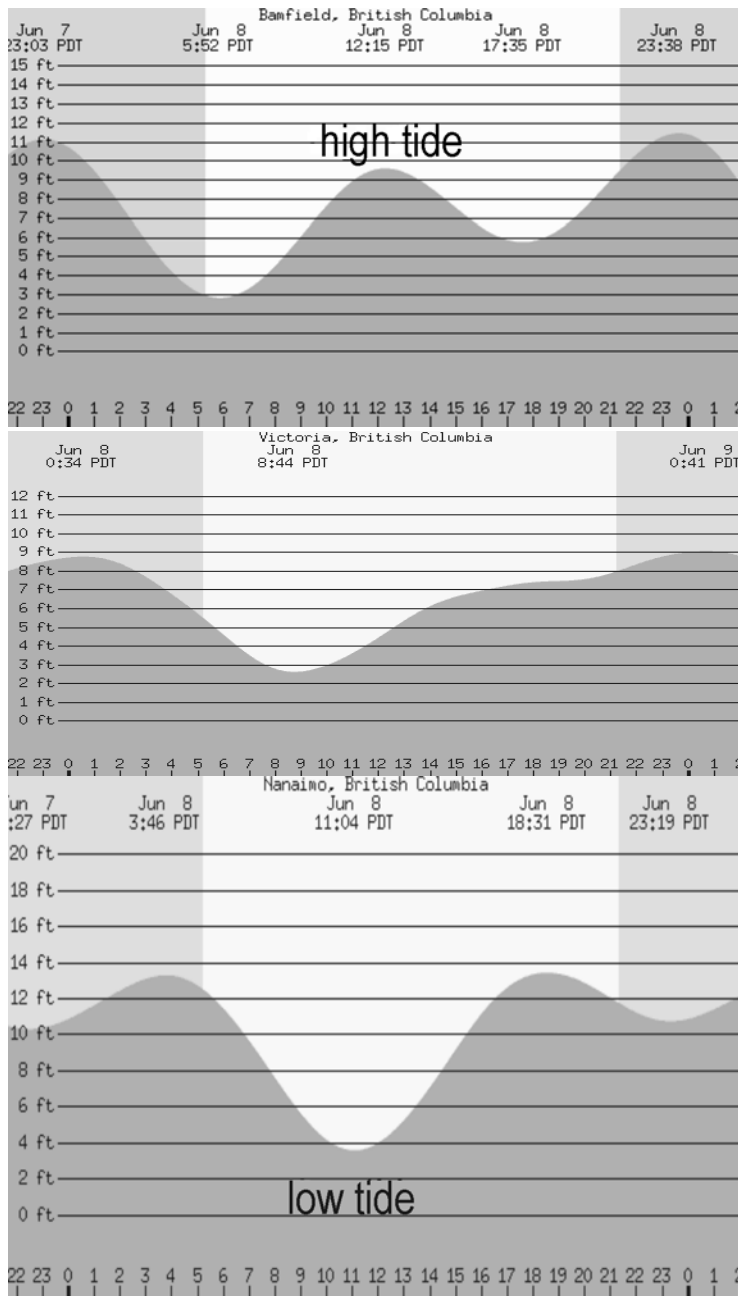 Bamfield, British Columbia
Jun 7 Jun 8 Jun 8 Jun 8 Jun 8
23:03 PDT 5:52 PDT 12:15 PDT 17:35 PDT 23:38 PDT
15 ft
14 ft
13 ft
12 ft
high tide
11 ft
10 ft
9 ft
8 ft
7 ft
6 ft
5 ft
4 ft
3 ft
2 ft
1 ft
0 ft
22 23 0 1 2 3 4 5 6 7 8 9 10 11 12 13 14 15 16 17 18 19 20 21 22 23 0 1 2
Victoria, British Columbia
Jun 8 Jun 8 Jun 9
0:34 PDT 8:44 PDT 0:41 PDT
12 ft
11 ft
10 ft
9 ft
8 ft
7 ft
6 ft
5 ft
4 ft
3 ft
2 ft
1 ft
0 ft
22 23 0 1 2 3 4 5 6 7 8 9 10 11 12 13 14 15 16 17 18 19 20 21 22 23 0 1 2
Nanaimo, British Columbia
un 7 Jun 8 Jun 8 Jun 8 Jun 8
:27 PDT 3:46 PDT 11:04 PDT 18:31 PDT 23:19 PDT
20 ft
18 ft
16 ft
14 ft
12 ft
10 ft
8 ft
6 ft
4 ft
2 ft
low tide
0 ft
22 23 0 1 2 3 4 5 6 7 8 9 10 11 12 13 14 15 16 17 18 19 20 21 22 23 0 1 2